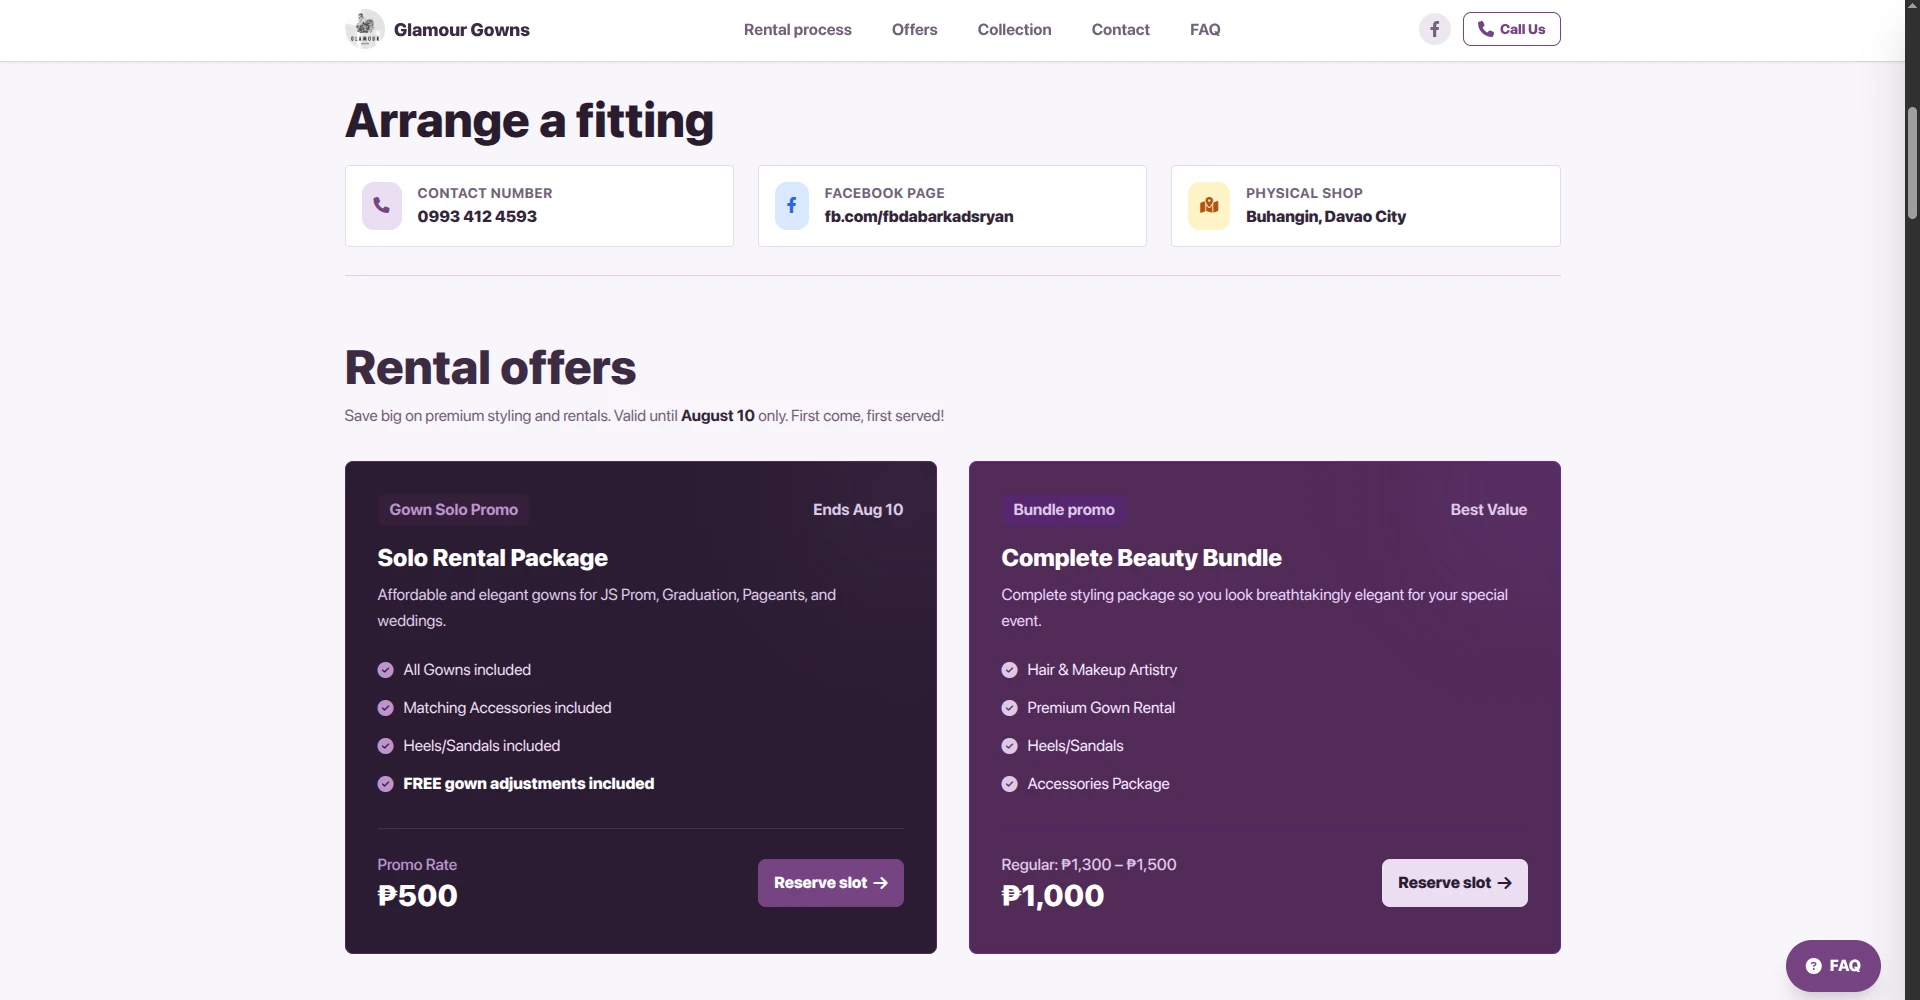 GLAMOUR
Glamour Gowns
Rental process
Offers
Collection
Contact
FAQ
Call Us
Arrange a fitting
CONTACT NUMBER
0993 412 4593
FACEBOOK PAGE
fb.com/fbdabarkadsryan
PHYSICAL SHOP
Buhangin, Davao City
Rental offers
Save big on premium styling and rentals. Valid until August 10 only. First come, first served!
Gown Solo Promo
Ends Aug 10
Solo Rental Package
Affordable and elegant gowns for JS Prom, Graduation, Pageants, and
weddings.
All Gowns included
Matching Accessories included
Heels/Sandals included
FREE gown adjustments included
Promo Rate
₱500
Reserve slot →
Bundle promo
Best Value
Complete Beauty Bundle
Complete styling package so you look breathtakingly elegant for your special
event.
Hair & Makeup Artistry
Premium Gown Rental
Heels/Sandals
Accessories Package
Regular: ₱1,300 – ₱1,500
₱1,000
Reserve slot →
FAQ